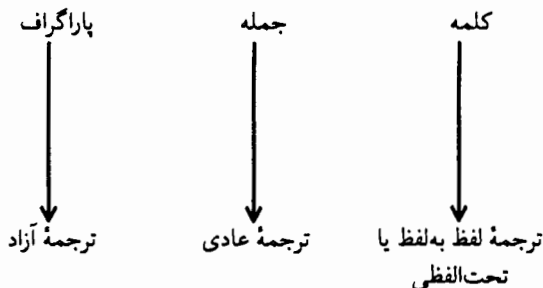 کلمه
جمله
پاراگراف
ترجمهٔ لفظ به‌لفظ یا
تحت‌اللفظی
ترجمهٔ عادی
ترجمهٔ آزاد